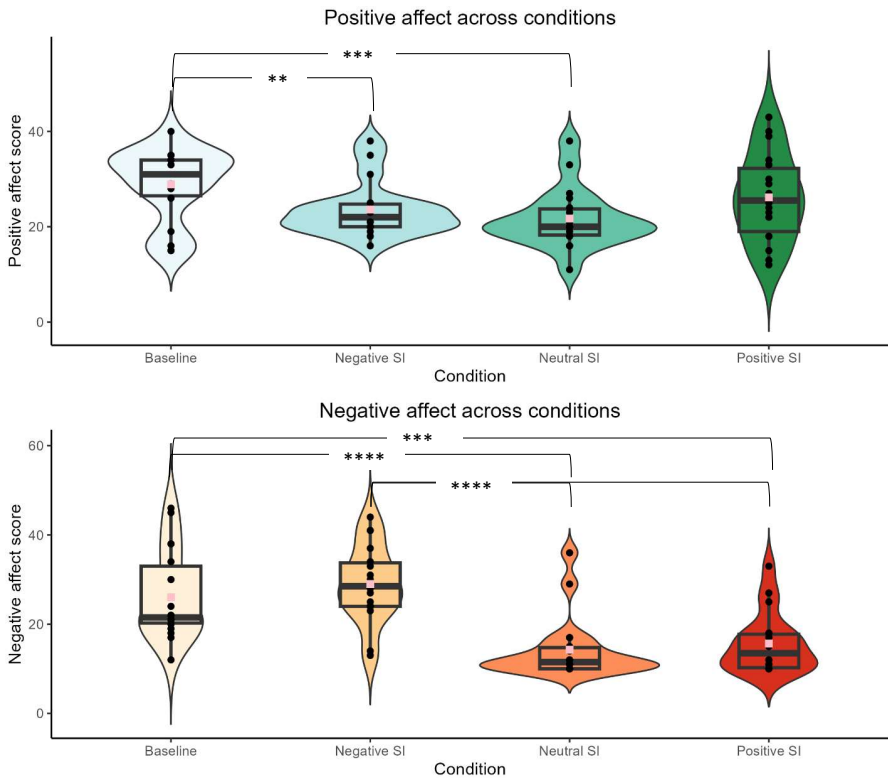 Positive affect across conditions
***
**
Positive affect score
40
20
0
Baseline Negative SI Neutral SI Positive SI
Condition
Negative affect across conditions
***
****
****
Negative affect score
60
40
20
0
Baseline Negative SI Neutral SI Positive SI
Condition